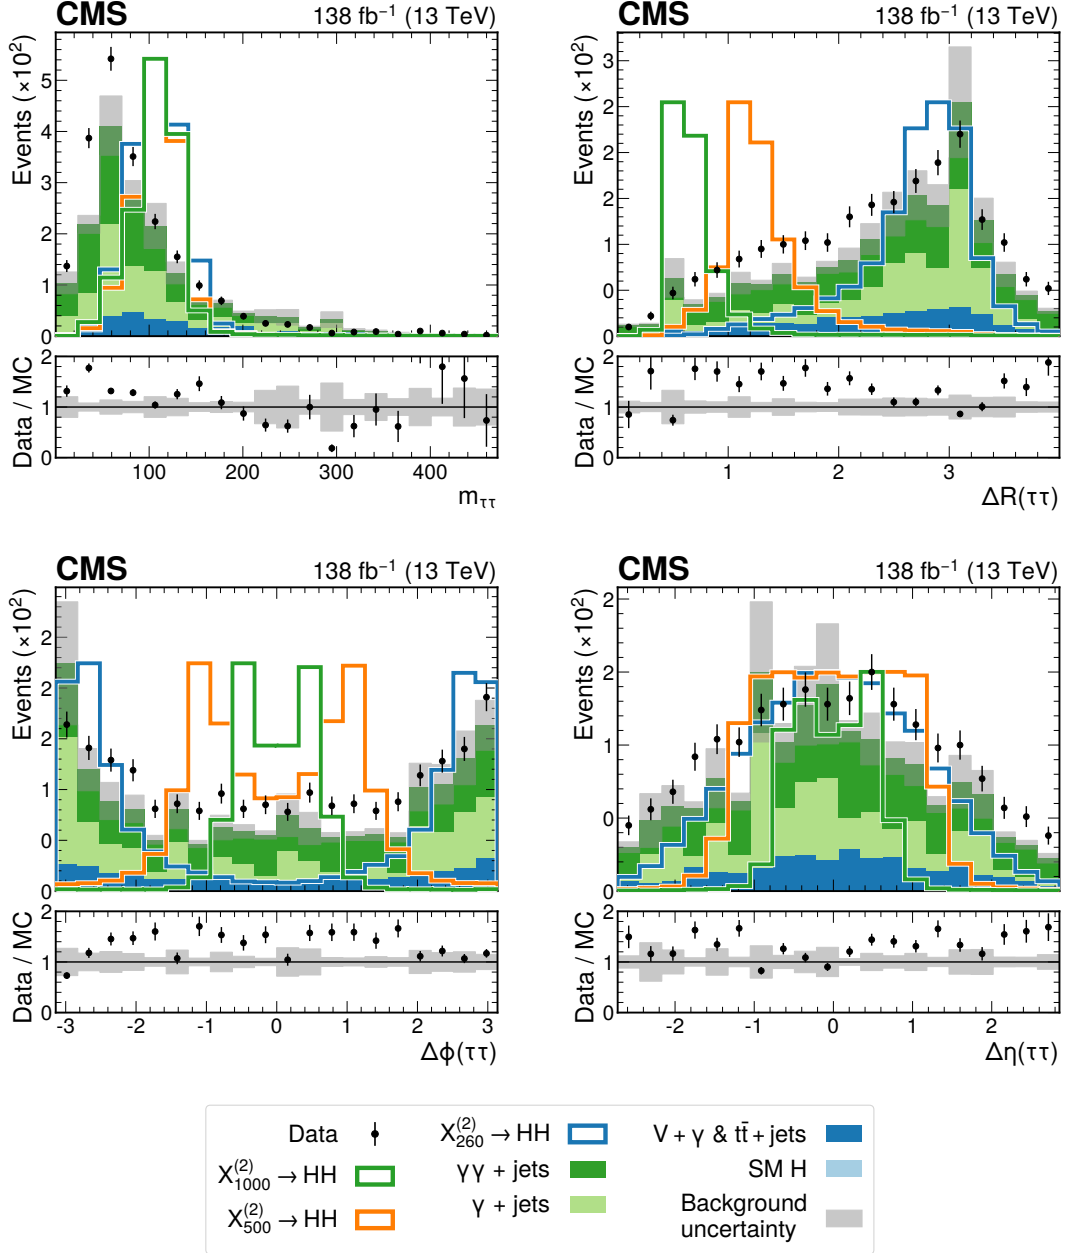 CMS 138 fb⁻¹ (13 TeV)
Events (×10²)
5
4
3
2
1
0
Data / MC
2
1
0
100 200 300 400
m_ττ
CMS 138 fb⁻¹ (13 TeV)
Events (×10²)
3
2
2
2
0
0
0
Data / MC
2
1
0
1 2 3
ΔR(ττ)
CMS 138 fb⁻¹ (13 TeV)
Events (×10²)
2
2
2
0
0
0
Data / MC
2
1
0
-3 -2 -1 0 1 2 3
Δϕ(ττ)
CMS 138 fb⁻¹ (13 TeV)
Events (×10²)
2
2
0
0
0
Data / MC
2
1
0
-2 -1 0 1 2
Δη(ττ)
Data X₂₆₀⁽²⁾ → HH V + γ & tt̄ + jets
X₁₀₀₀⁽²⁾ → HH γγ + jets SM H
X₅₀₀⁽²⁾ → HH γ + jets Background
uncertainty